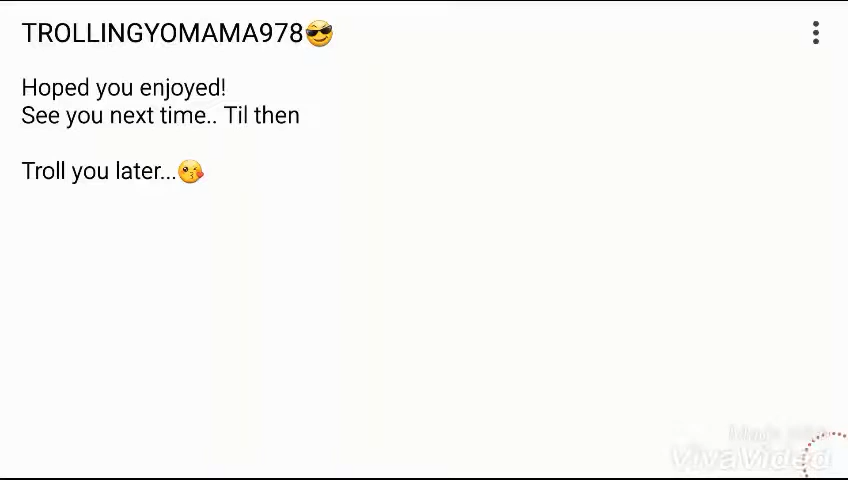 TROLLINGYOMAMA978😎
Hoped you enjoyed!
See you next time.. Til then
Troll you later...😘
VivaVideo